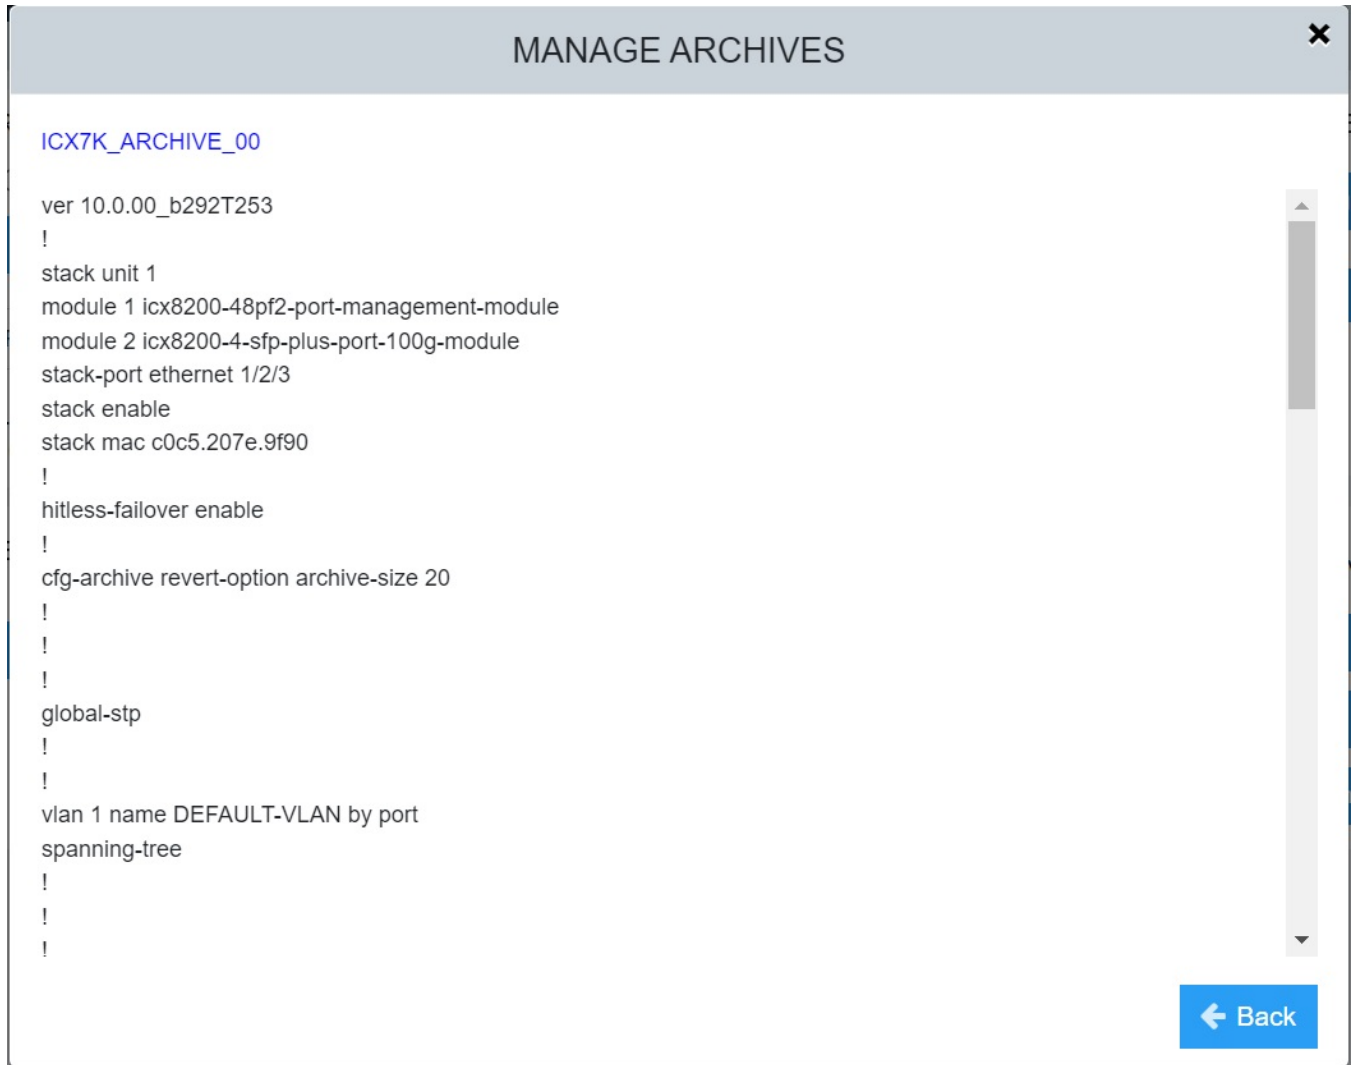 MANAGE ARCHIVES
ICX7K_ARCHIVE_00
ver 10.0.00_b292T253
!
stack unit 1
module 1 icx8200-48pf2-port-management-module
module 2 icx8200-4-sfp-plus-port-100g-module
stack-port ethernet 1/2/3
stack enable
stack mac c0c5.207e.9f90
!
hitless-failover enable
!
cfg-archive revert-option archive-size 20
!
!
!
global-stp
!
!
vlan 1 name DEFAULT-VLAN by port
spanning-tree
!
!
!
Back